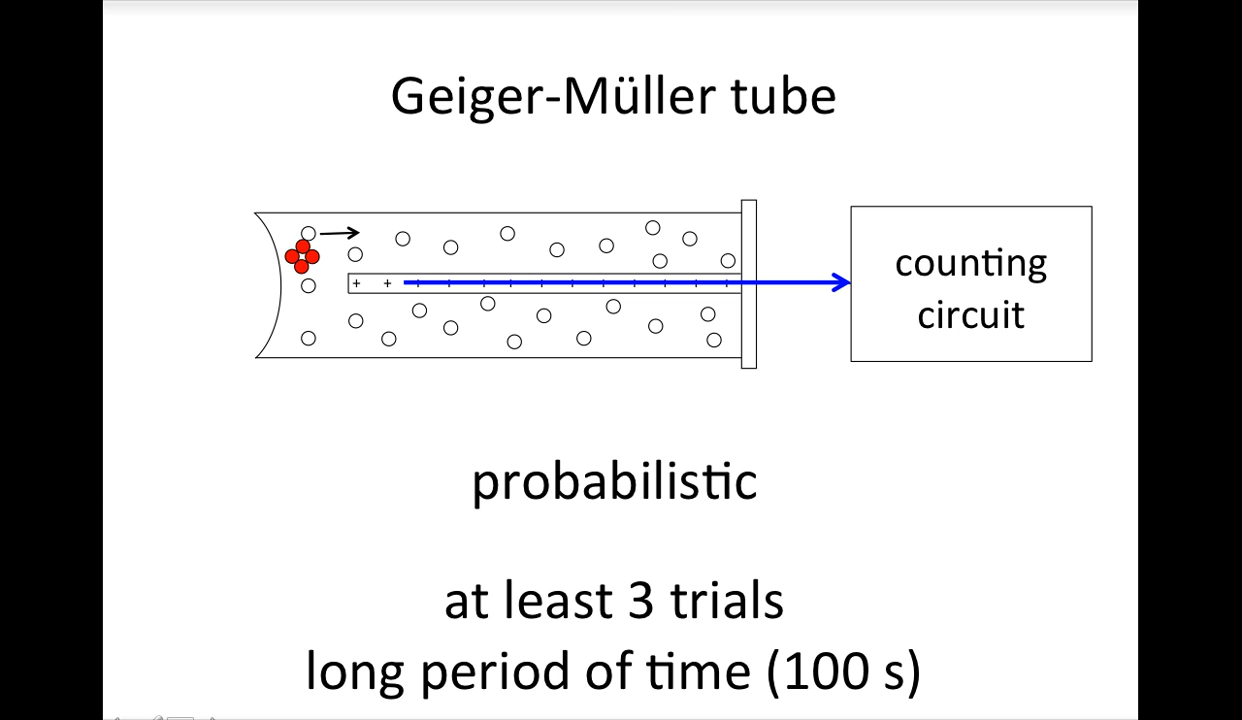 Geiger-Müller tube
+ + + + + + + + + + + + +
counting
circuit
probabilistic
at least 3 trials
long period of time (100 s)